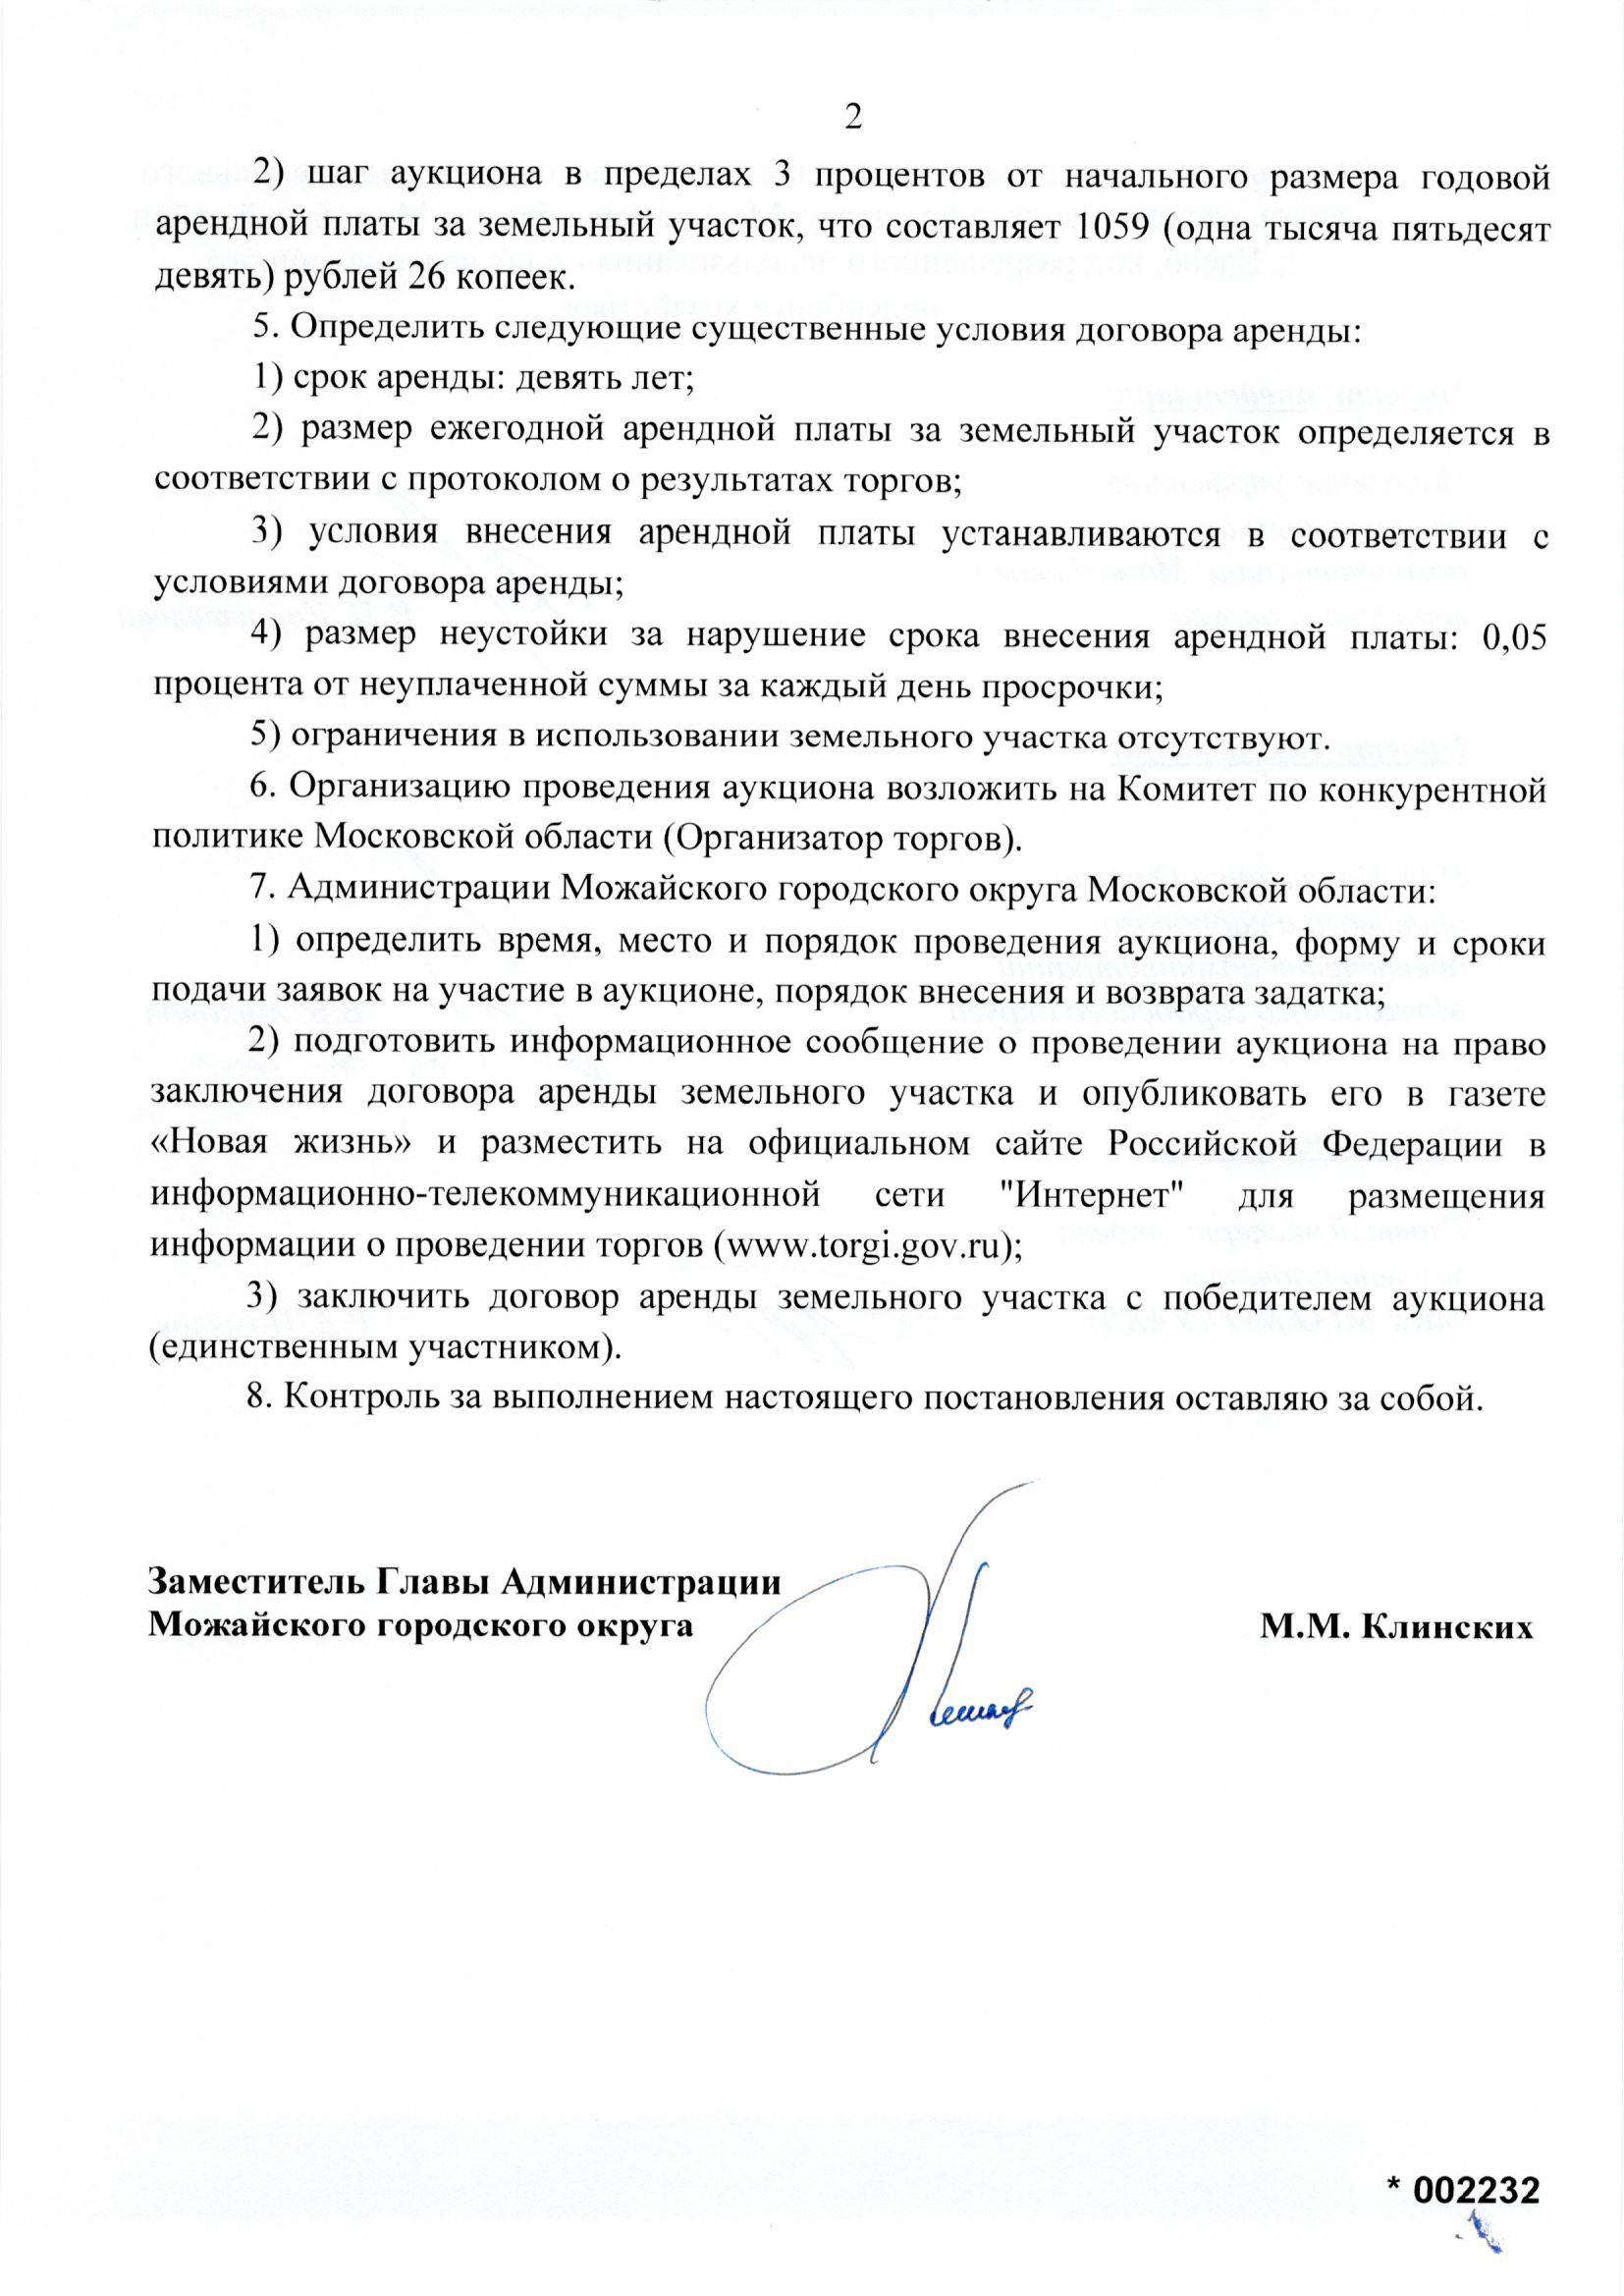 2
2) шаг аукциона в пределах 3 процентов от начального размера годовой
арендной платы за земельный участок, что составляет 1059 (одна тысяча пятьдесят
девять) рублей 26 копеек.
5. Определить следующие существенные условия договора аренды:
1) срок аренды: девять лет;
2) размер ежегодной арендной платы за земельный участок определяется в
соответствии с протоколом о результатах торгов;
3) условия внесения арендной платы устанавливаются в соответствии с
условиями договора аренды;
4) размер неустойки за нарушение срока внесения арендной платы: 0,05
процента от неуплаченной суммы за каждый день просрочки;
5) ограничения в использовании земельного участка отсутствуют.
6. Организацию проведения аукциона возложить на Комитет по конкурентной
политике Московской области (Организатор торгов).
7. Администрации Можайского городского округа Московской области:
1) определить время, место и порядок проведения аукциона, форму и сроки
подачи заявок на участие в аукционе, порядок внесения и возврата задатка;
2) подготовить информационное сообщение о проведении аукциона на право
заключения договора аренды земельного участка и опубликовать его в газете
«Новая жизнь» и разместить на официальном сайте Российской Федерации в
информационно-телекоммуникационной сети "Интернет" для размещения
информации о проведении торгов (www.torgi.gov.ru);
3) заключить договор аренды земельного участка с победителем аукциона
(единственным участником).
8. Контроль за выполнением настоящего постановления оставляю за собой.
Заместитель Главы Администрации
Можайского городского округа М.М. Клинских
* 002232